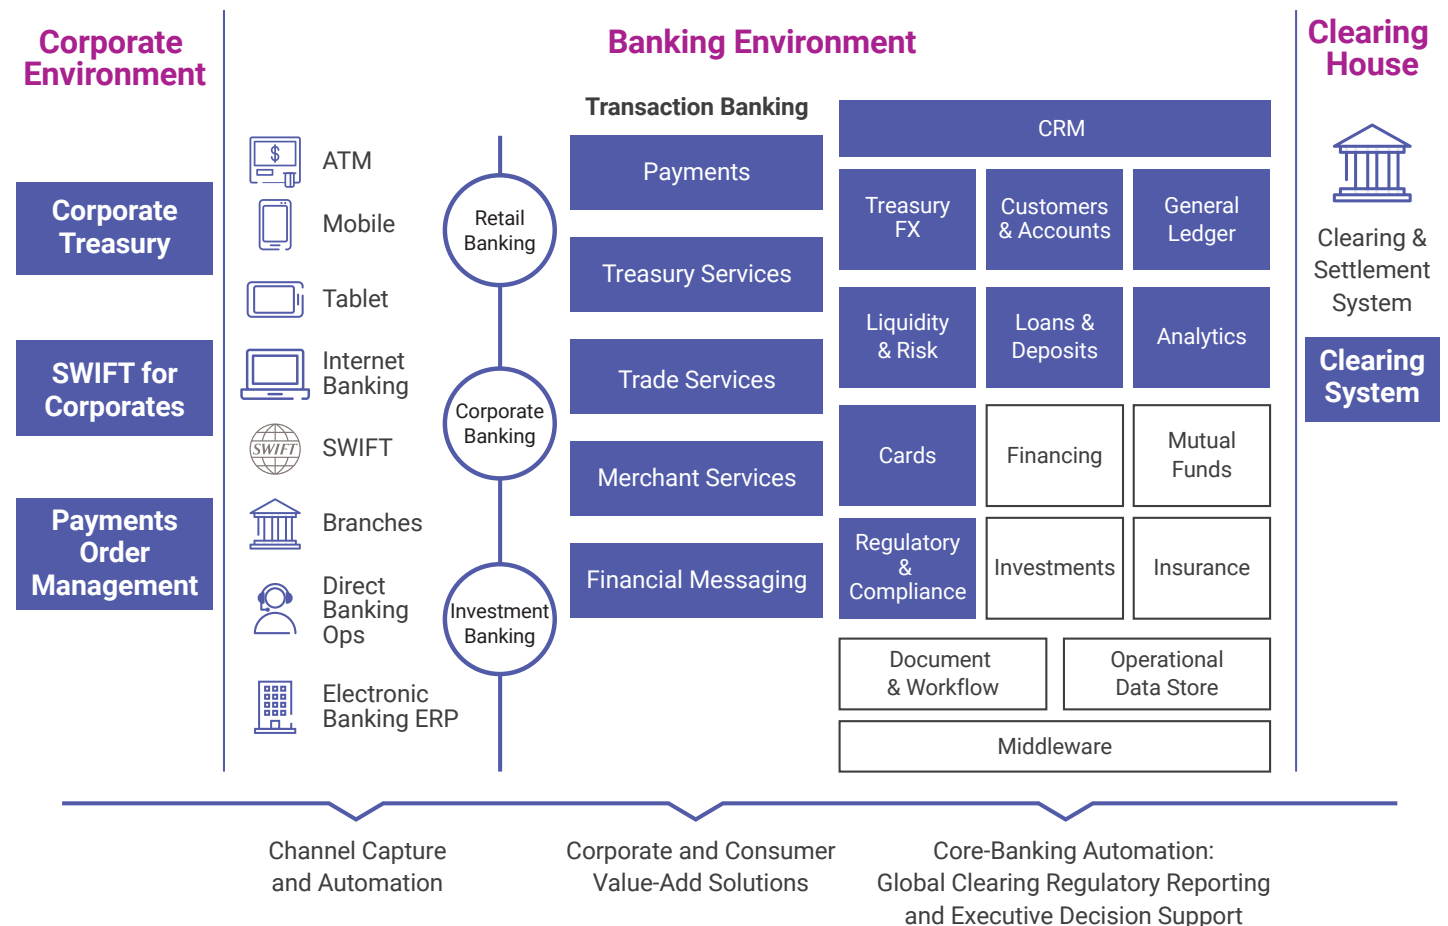 Corporate
Environment
Corporate
Treasury
SWIFT for
Corporates
Payments
Order
Management
Banking Environment
ATM
Mobile
Tablet
Internet
Banking
SWIFT
SWIFT
Branches
Direct
Banking
Ops
Electronic
Banking ERP
Retail
Banking
Corporate
Banking
Investment
Banking
Transaction Banking
Payments
Treasury Services
Trade Services
Merchant Services
Financial Messaging
CRM
Treasury
FX
Customers
& Accounts
General
Ledger
Liquidity
& Risk
Loans &
Deposits
Analytics
Cards
Financing
Mutual
Funds
Regulatory
&
Compliance
Investments
Insurance
Document
& Workflow
Operational
Data Store
Middleware
Clearing
House
$
Clearing &
Settlement
System
Clearing
System
Channel Capture
and Automation
Corporate and Consumer
Value-Add Solutions
Core-Banking Automation:
Global Clearing Regulatory Reporting
and Executive Decision Support